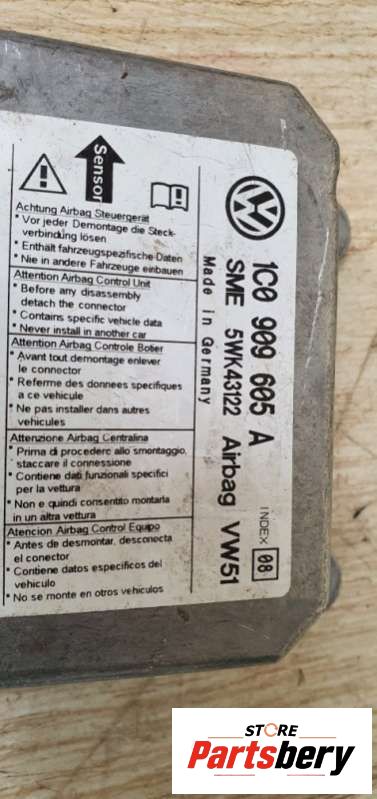 Sensor
Achtung Airbag Steuergerät
• Vor jeder Demontage die Steck-
verbindung lösen
• Enthält fahrzeugspezifische-Daten
• Nie in andere Fahrzeuge einbauen
Attention Airbag Control Unit
• Before any disassembly
detach the connector
• Contains specific vehicle data
• Never install in another car
Attention Airbag Controle Boitier
• Avant tout demontage enlever
le connector
• Referme des donnees specifiques
a ce vehicule
• Ne pas installer dans autres
vehicules
Attenzione Airbag Centralina
• Prima di procedere allo smontaggio,
staccare il connessione
• Contiene dati funzionali specifici
per la vettura
• Non e quindi consentito montarla
in un altra vettura
Atencion Airbag Control Equipo
• Antes de desmontar, desconecta
el conector
• Contiene datos especificos del
vehiculo
• No se monte en otros vehiculos
1C0 909 605 A
SME 5WK43122 Airbag VW51
Made in Germany
INDEX 08
STORE
Partsbery